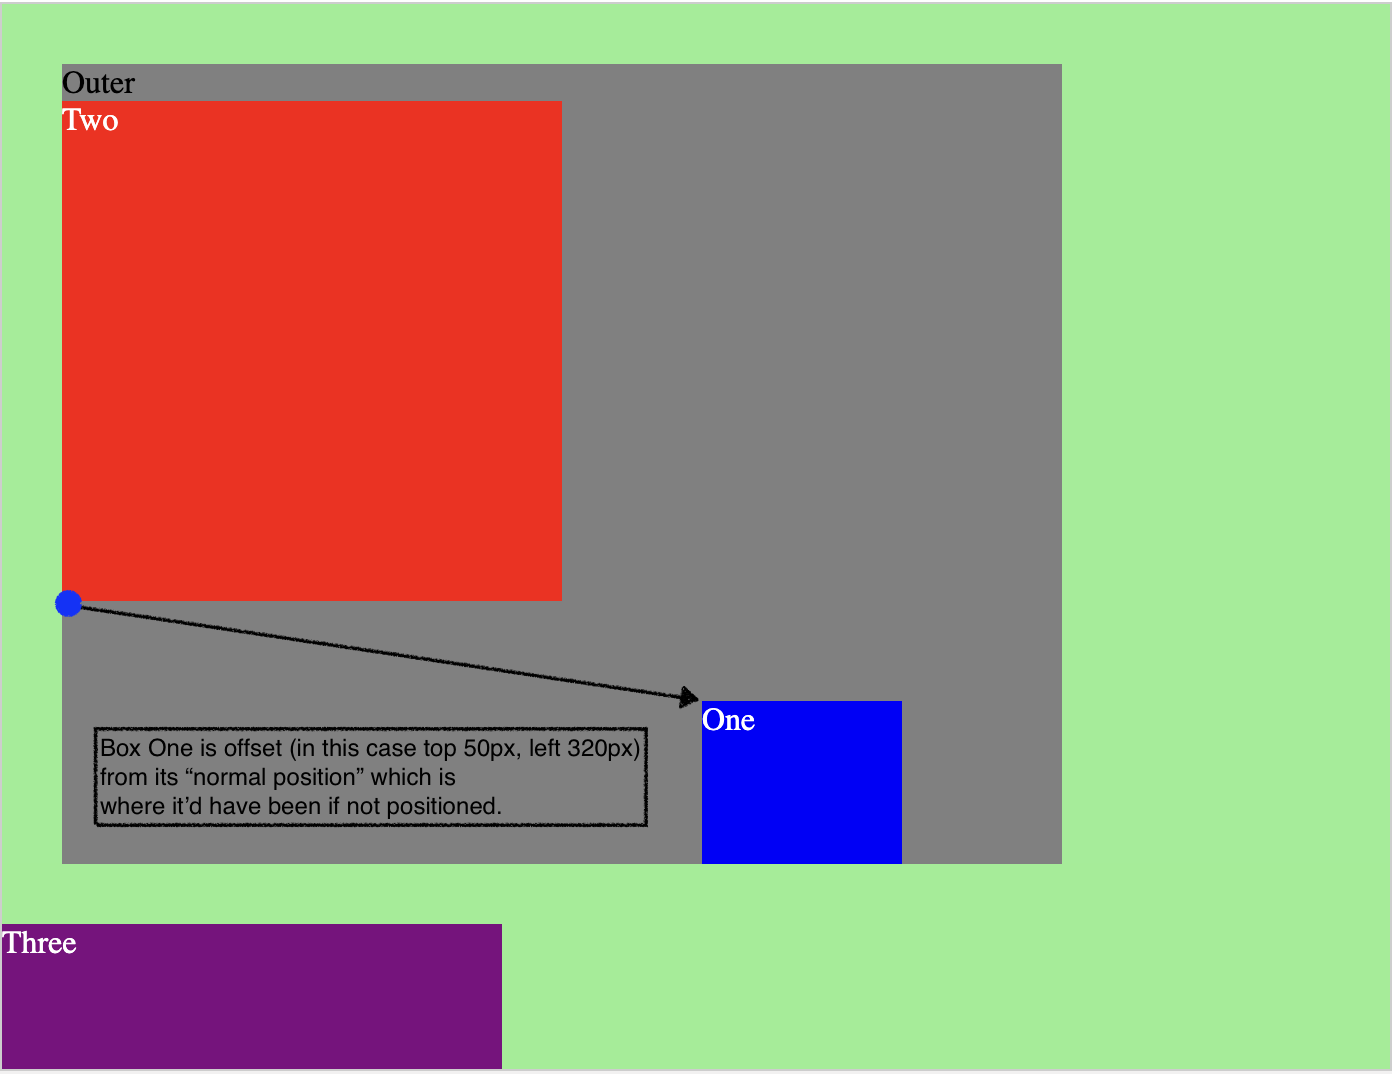 Outer
Two
One
Box One is offset (in this case top 50px, left 320px)
from its “normal position” which is
where it’d have been if not positioned.
Three